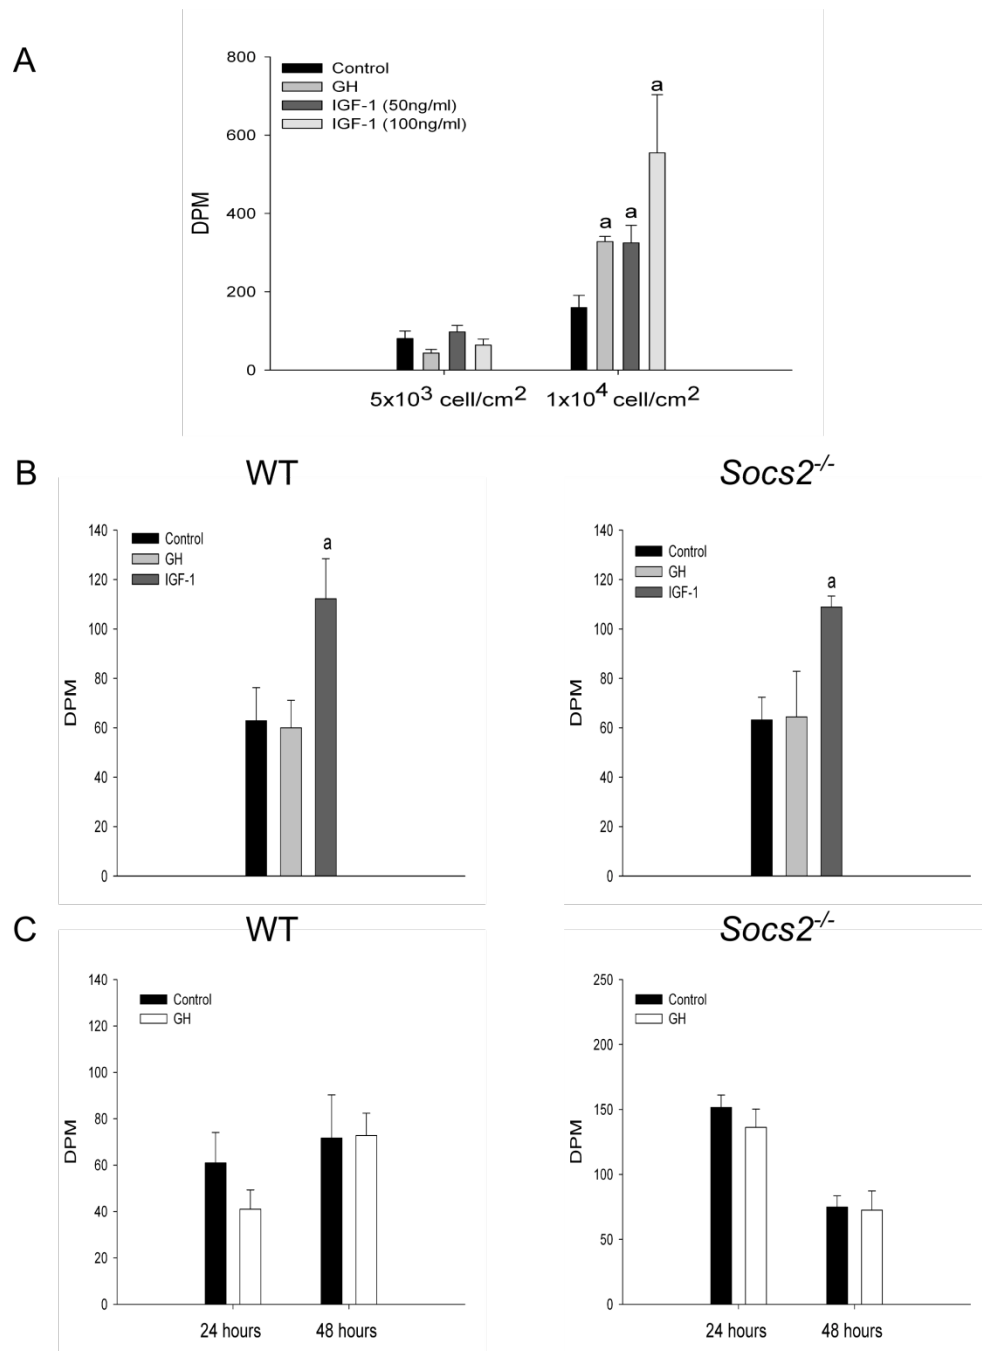 A
800
600
400
200
0
DPM
Control
GH
IGF-1 (50ng/ml)
IGF-1 (100ng/ml)
a a a
5x10³ cell/cm² 1x10⁴ cell/cm²
B WT Socs2-/-
140
120
100
80
60
40
20
0
DPM
Control
GH
IGF-1
a
140
120
100
80
60
40
20
0
DPM
Control
GH
IGF-1
a
C WT Socs2-/-
140
120
100
80
60
40
20
0
DPM
Control
GH
24 hours 48 hours
250
200
150
100
50
0
DPM
Control
GH
24 hours 48 hours